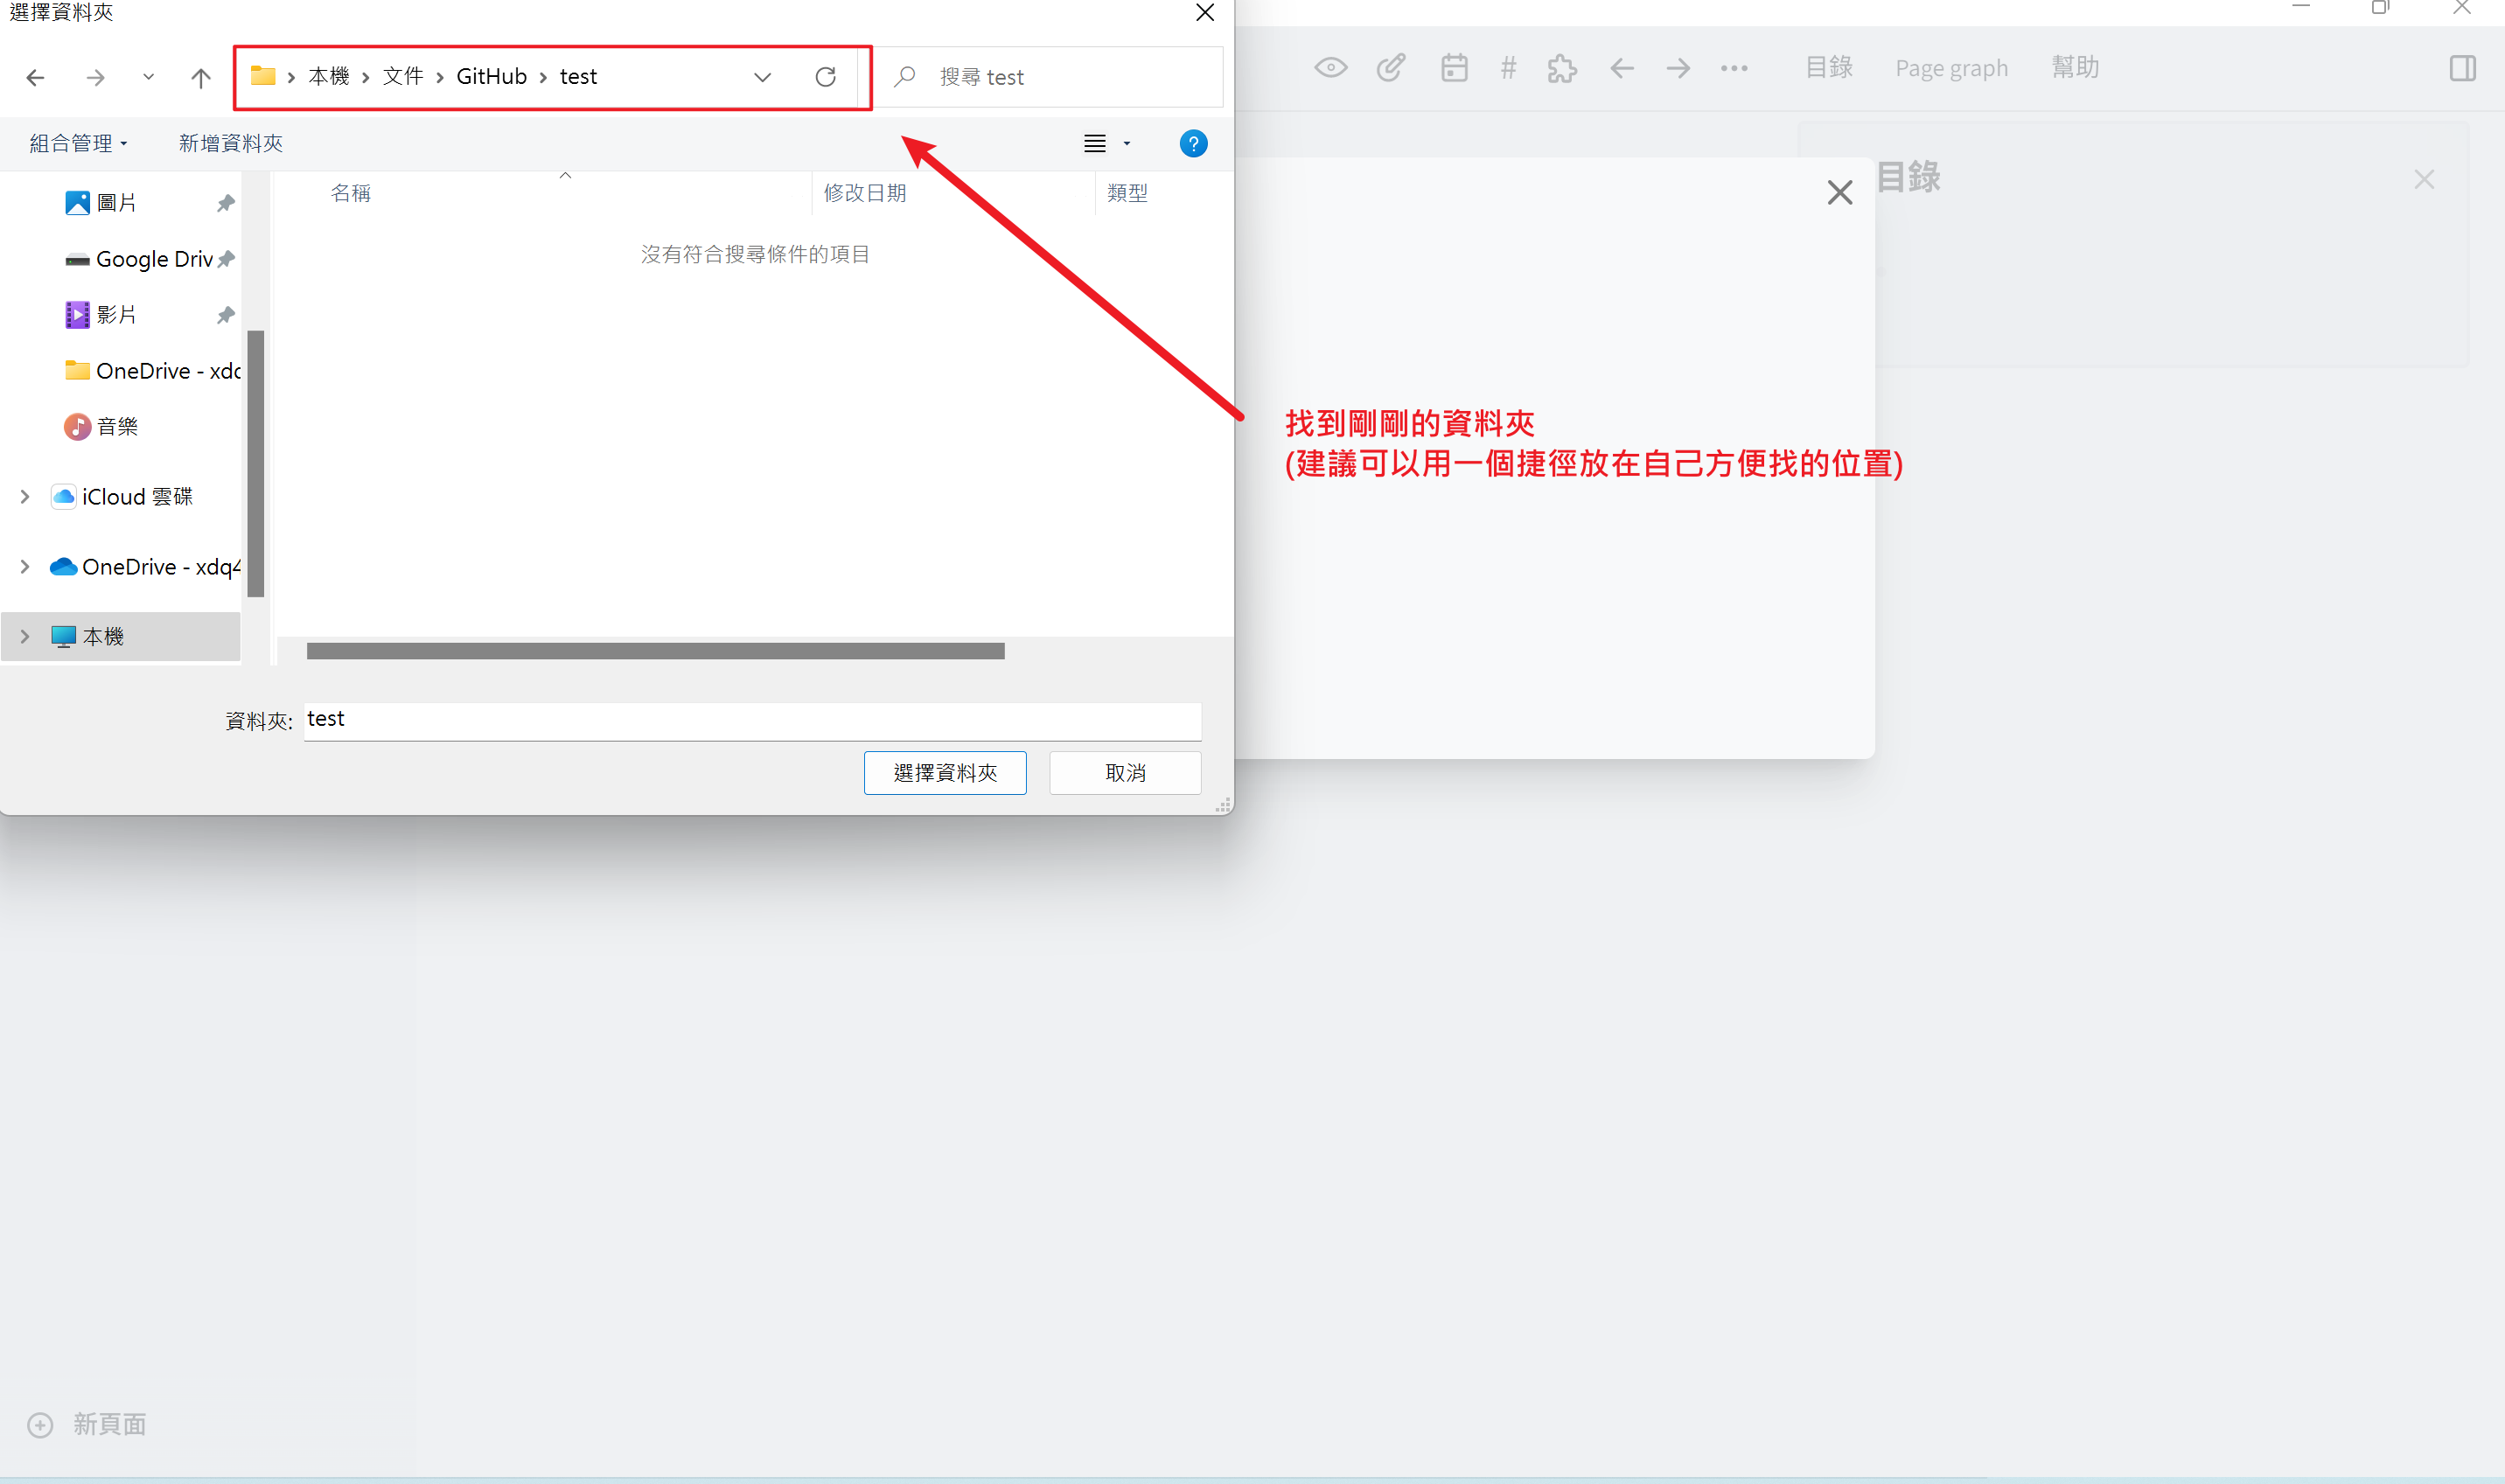 選擇資料夾
本機 文件 GitHub test
搜尋 test
目錄 Page graph 幫助
組合管理 新增資料夾
目錄
名稱 修改日期 類型
圖片
沒有符合搜尋條件的項目
Google Driv
影片
OneDrive - xdq
音樂
找到剛剛的資料夾
(建議可以用一個捷徑放在自己方便找的位置)
iCloud 雲碟
OneDrive - xdq4
本機
資料夾: test
選擇資料夾 取消
新頁面